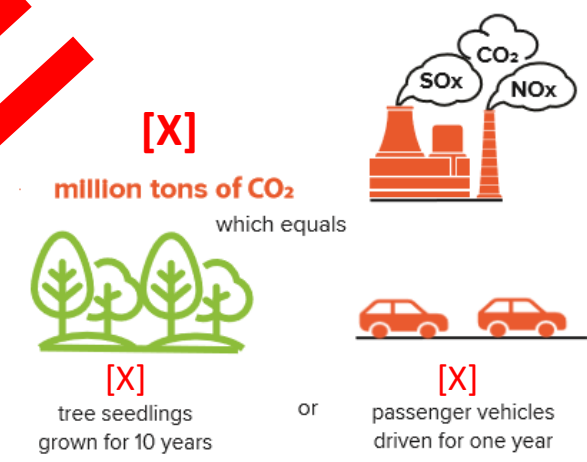 CO₂
SOx
NOx
[X]
million tons of CO₂
which equals
[X]
tree seedlings
grown for 10 years
or
[X]
passenger vehicles
driven for one year